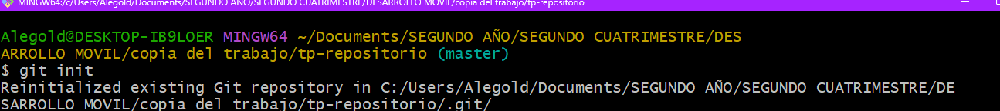 MINGW64:/c/Users/Alegold/Documents/SEGUNDO AÑO/SEGUNDO CUATRIMESTRE/DESARROLLO MOVIL/copia del trabajo/tp-repositorio
Alegold@DESKTOP-IB9LOER MINGW64 ~/Documents/SEGUNDO AÑO/SEGUNDO CUATRIMESTRE/DES
ARROLLO MOVIL/copia del trabajo/tp-repositorio (master)
$ git init
Reinitialized existing Git repository in C:/Users/Alegold/Documents/SEGUNDO AÑO/SEGUNDO CUATRIMESTRE/DE
SARROLLO MOVIL/copia del trabajo/tp-repositorio/.git/